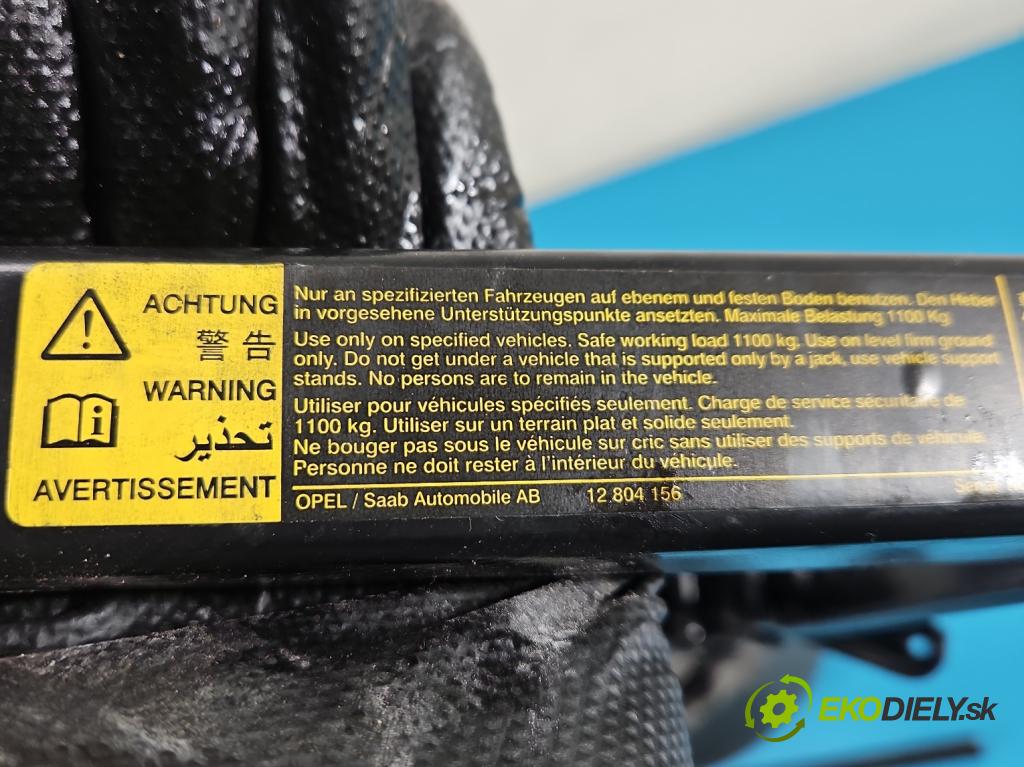 ACHTUNG
警告
WARNING
تحذير
AVERTISSEMENT
Nur an spezifizierten Fahrzeugen auf ebenem und festen Boden benutzen. Den Heber
in vorgesehene Unterstützungspunkte ansetzten. Maximale Belastung 1100 Kg
Use only on specified vehicles. Safe working load 1100 kg. Use on level firm ground
only. Do not get under a vehicle that is supported only by a jack, use vehicle support
stands. No persons are to remain in the vehicle.
Utiliser pour véhicules spécifiés seulement. Charge de service sécuritaire de
1100 kg. Utiliser sur un terrain plat et solide seulement.
Ne bouger pas sous le véhicule sur cric sans utiliser des supports de véhicule.
Personne ne doit rester à l'intérieur du véhicule.
OPEL / Saab Automobile AB 12 804 156
EKODIELY.sk